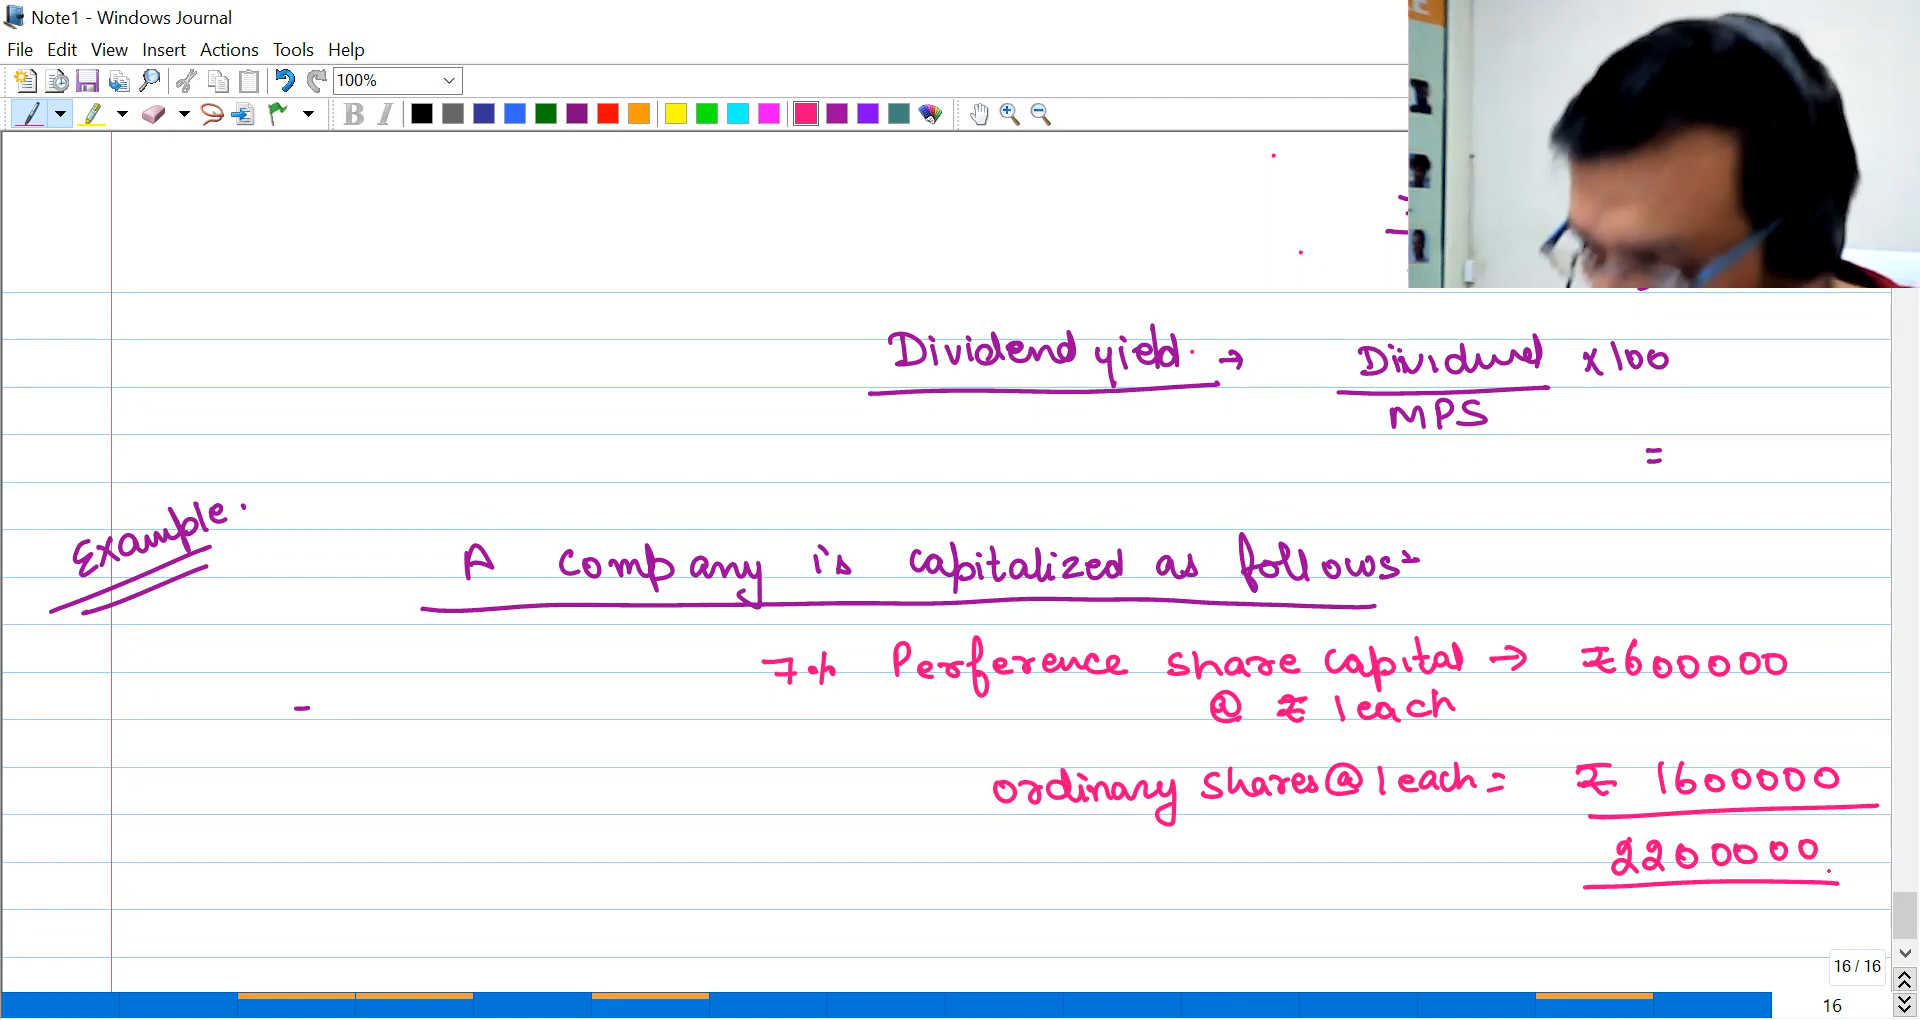 Note1 - Windows Journal
File Edit View Insert Actions Tools Help
100%
B I
Dividend yield → Dividend × 100
MPS
=
Example.
A company is capitalized as follows-
7% Perference share capital → ₹600000
@ ₹ 1 each
ordinary shares @ 1 each = ₹ 1600000
2200000
16 / 16
16